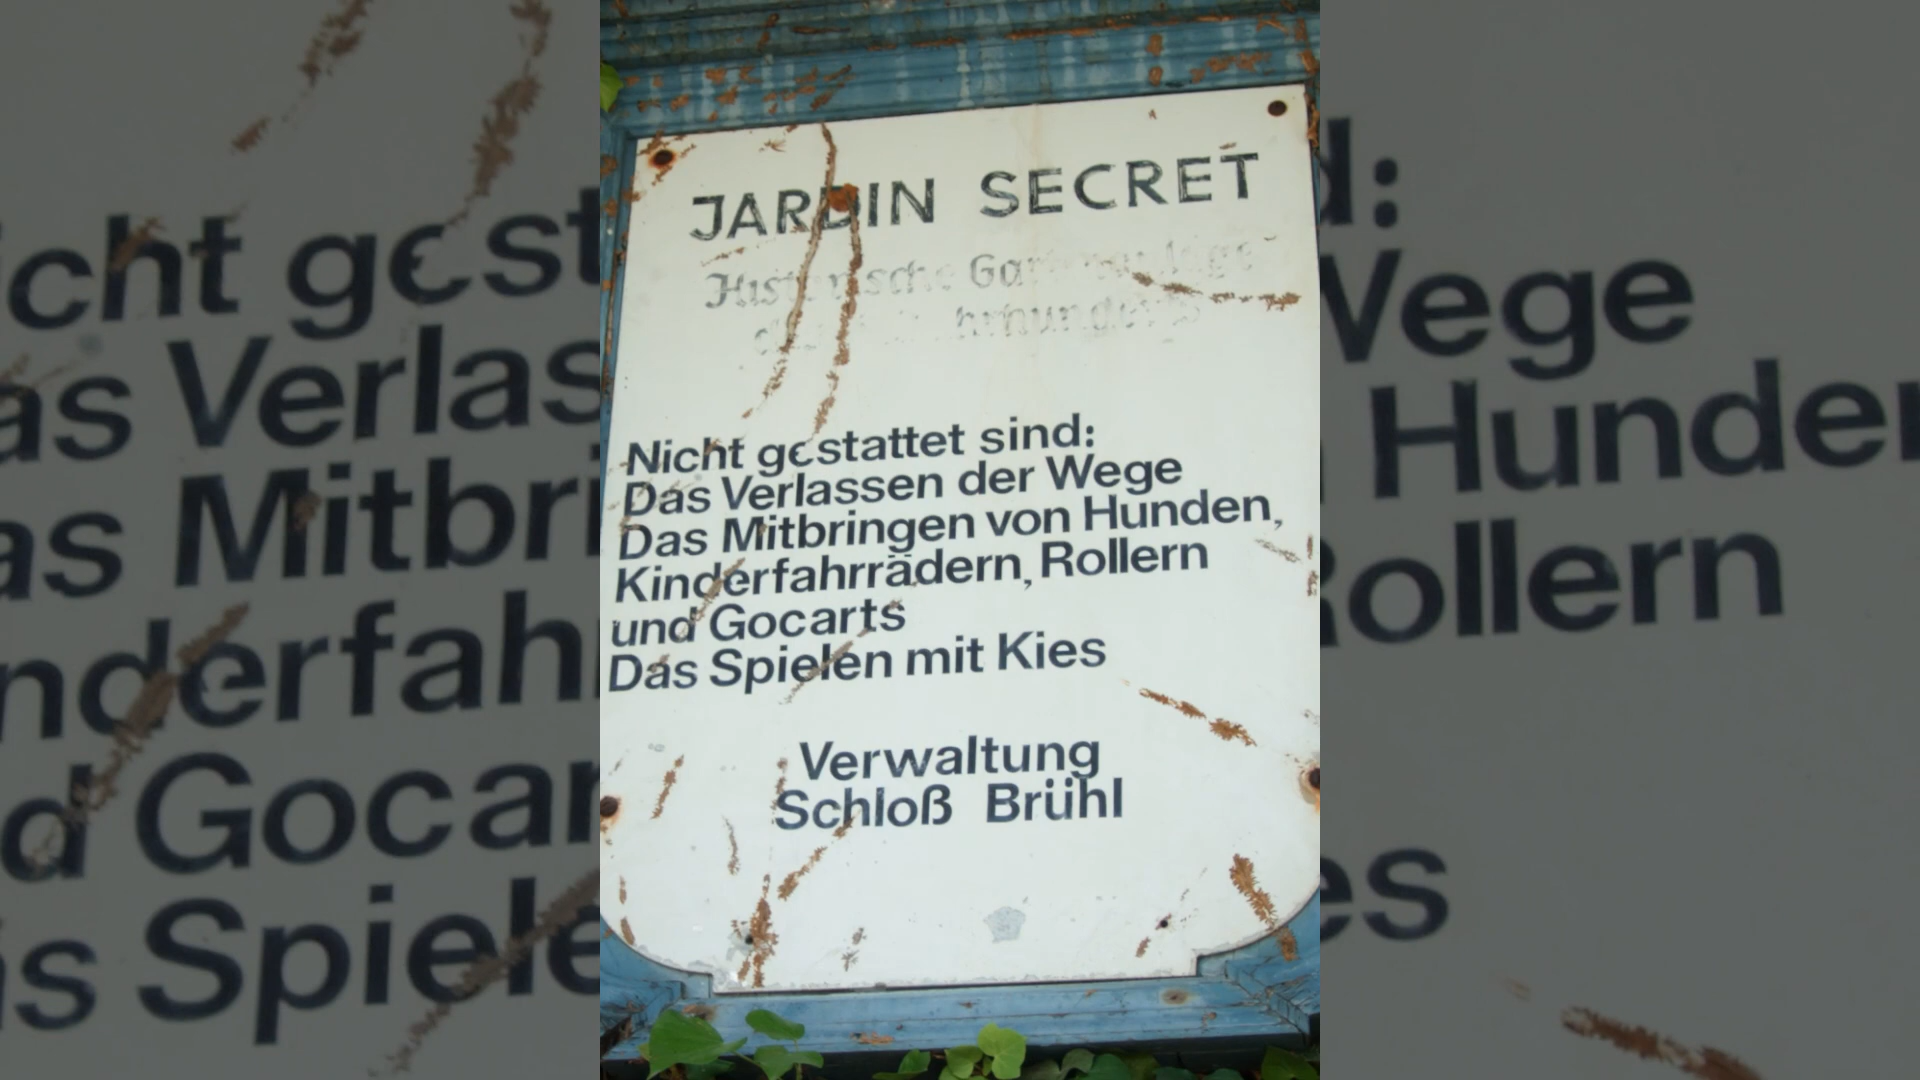 JARDIN SECRET
Historische Gartenanlage
Nicht gestattet sind:
Das Verlassen der Wege
Das Mitbringen von Hunden,
Kinderfahrrädern, Rollern
und Gocarts
Das Spielen mit Kies
Verwaltung
Schloß Brühl